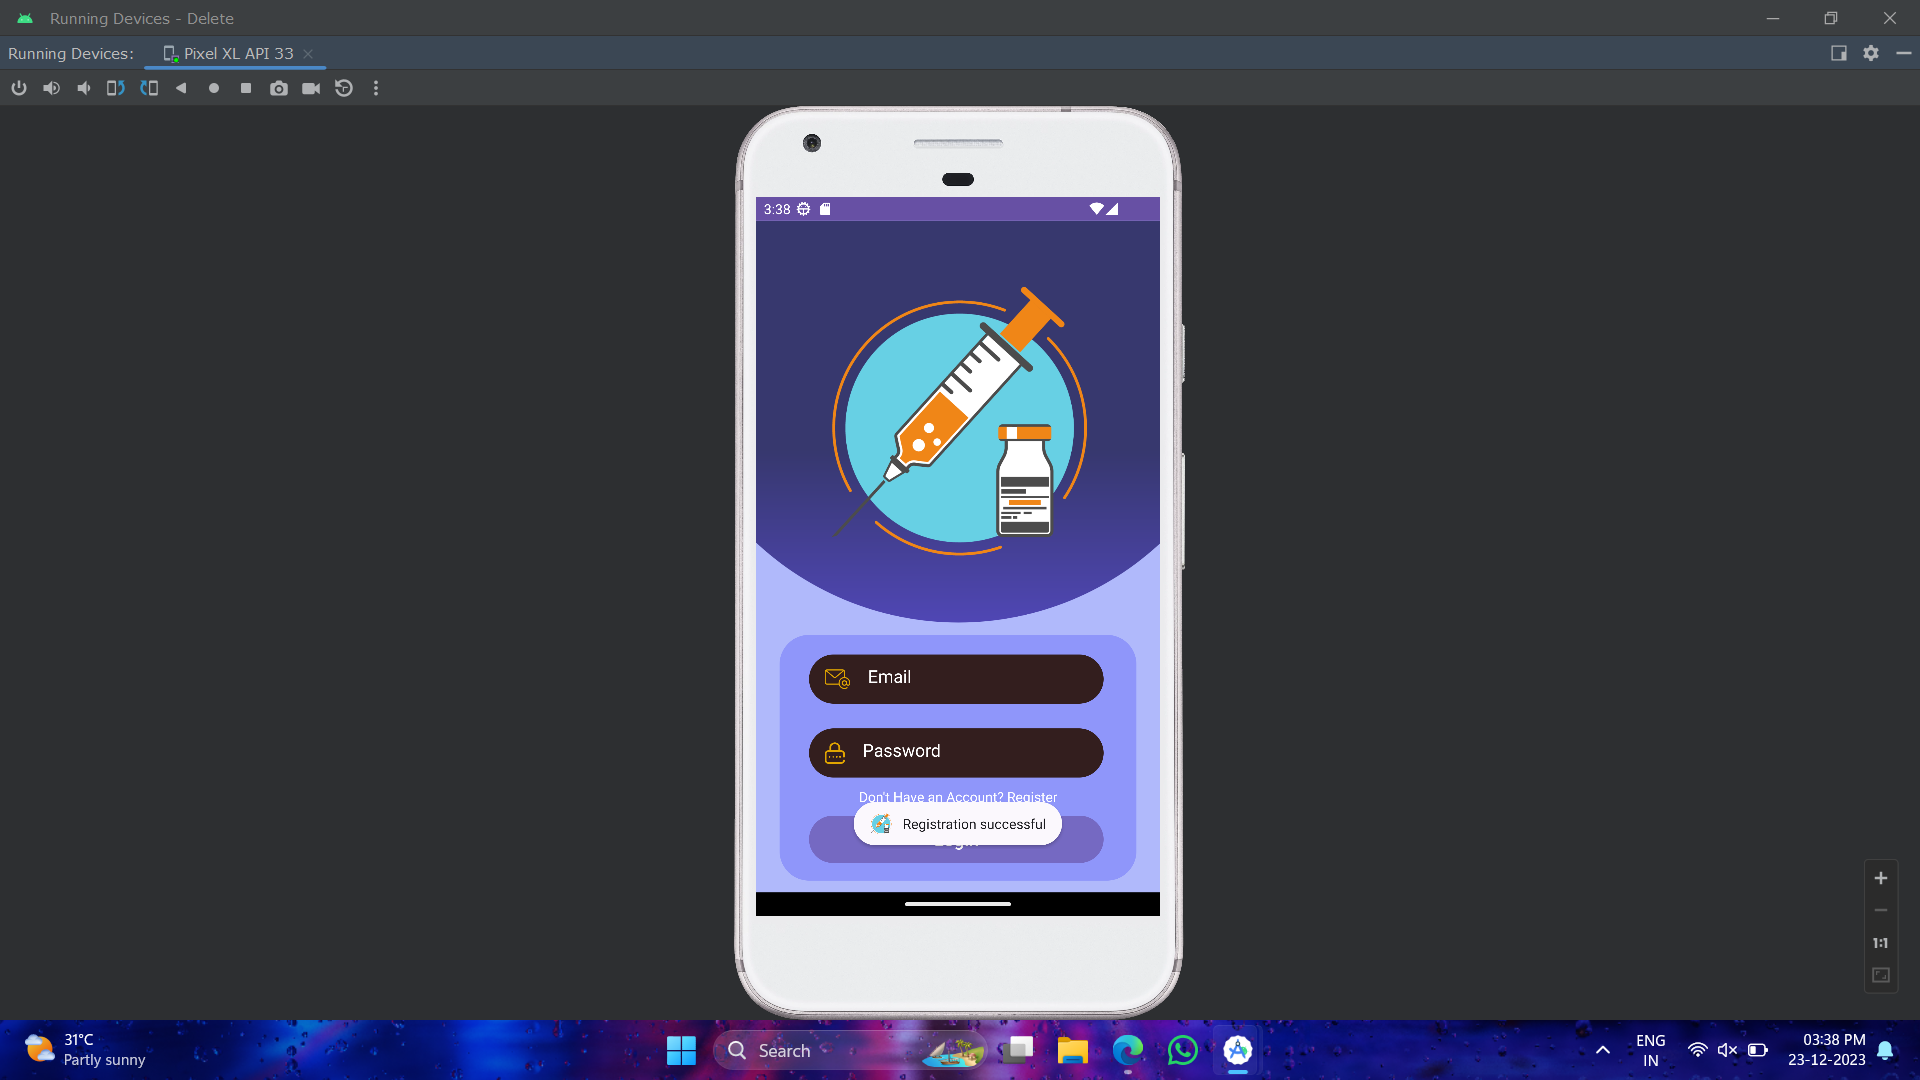 Running Devices - Delete
Running Devices:
Pixel XL API 33
3:38
Email
Password
Don't Have an Account? Register
Registration successful
Login
1:1
31°C
Partly sunny
Search
ENG
IN
03:38 PM
23-12-2023